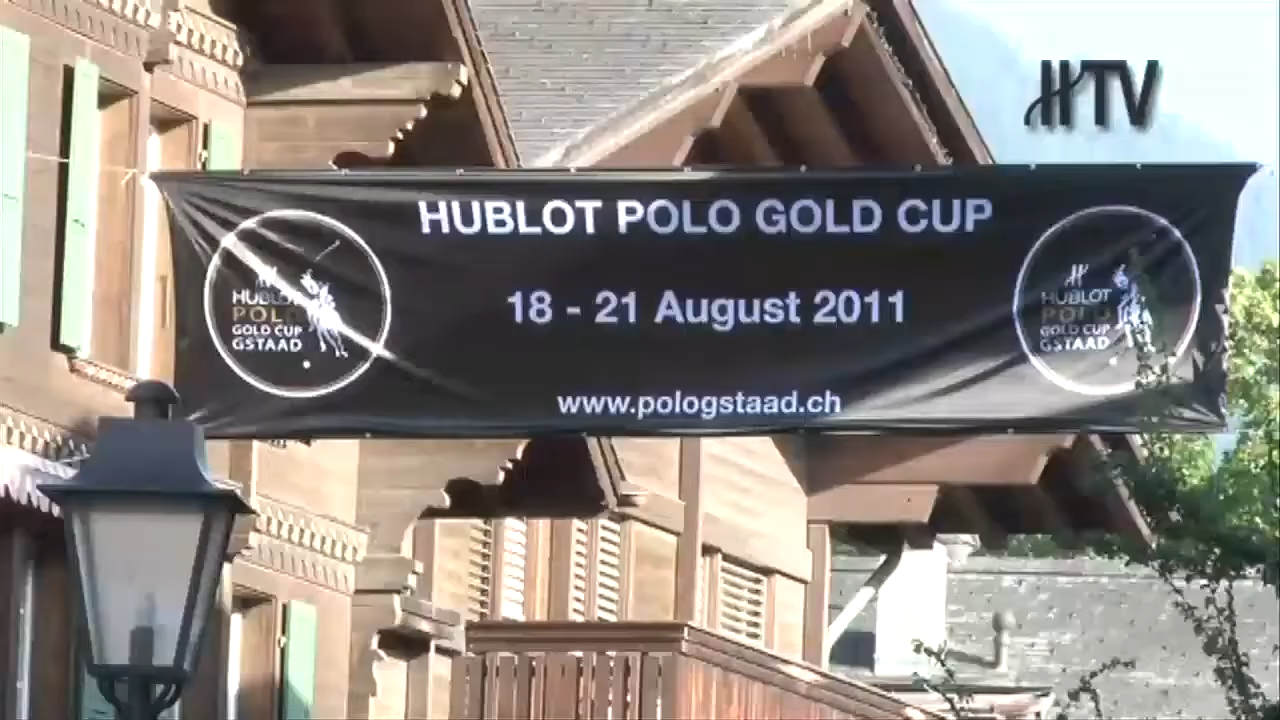 HTV
HUBLOT POLO GOLD CUP
18 - 21 August 2011
www.pologstaad.ch
HUBLOT
POLO
GOLD CUP
GSTAAD
HUBLOT
POLO
GOLD CUP
GSTAAD